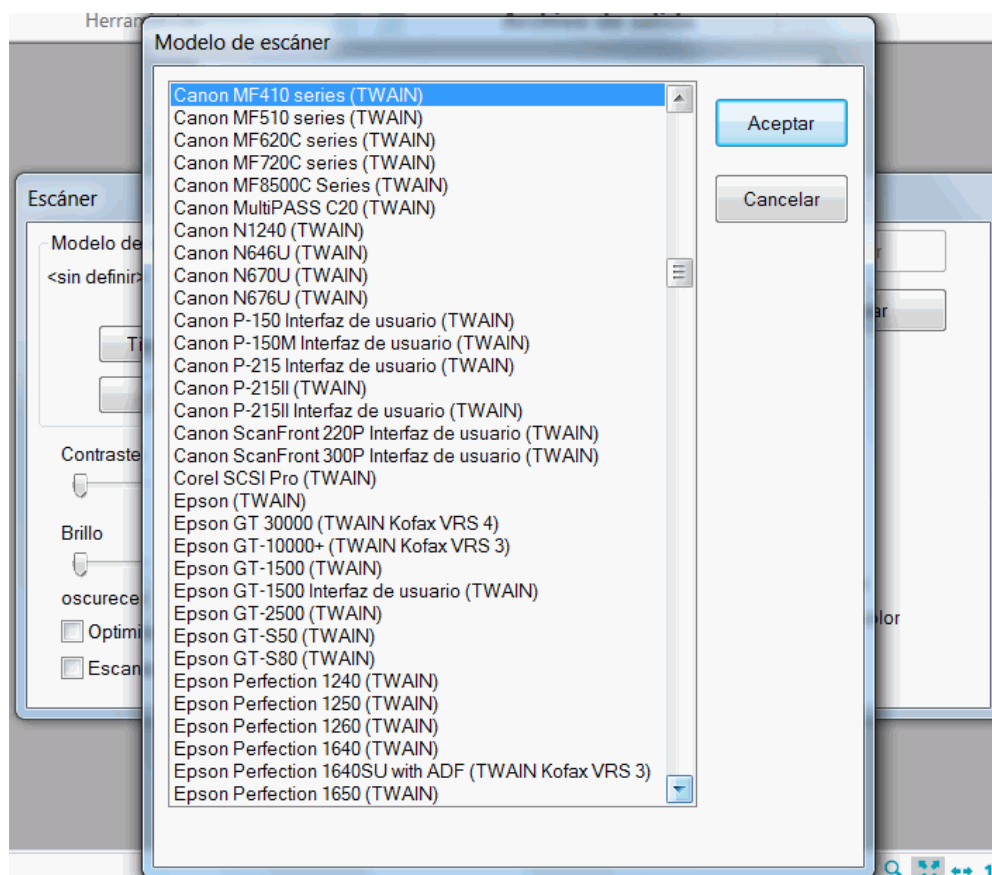 Modelo de escáner
Canon MF410 series (TWAIN)
Canon MF510 series (TWAIN)
Canon MF620C series (TWAIN)
Canon MF720C series (TWAIN)
Canon MF8500C Series (TWAIN)
Canon MultiPASS C20 (TWAIN)
Canon N1240 (TWAIN)
Canon N646U (TWAIN)
Canon N670U (TWAIN)
Canon N676U (TWAIN)
Canon P-150 Interfaz de usuario (TWAIN)
Canon P-150M Interfaz de usuario (TWAIN)
Canon P-215 Interfaz de usuario (TWAIN)
Canon P-215II (TWAIN)
Canon P-215II Interfaz de usuario (TWAIN)
Canon ScanFront 220P Interfaz de usuario (TWAIN)
Canon ScanFront 300P Interfaz de usuario (TWAIN)
Corel SCSI Pro (TWAIN)
Epson (TWAIN)
Epson GT 30000 (TWAIN Kofax VRS 4)
Epson GT-10000+ (TWAIN Kofax VRS 3)
Epson GT-1500 (TWAIN)
Epson GT-1500 Interfaz de usuario (TWAIN)
Epson GT-2500 (TWAIN)
Epson GT-S50 (TWAIN)
Epson GT-S80 (TWAIN)
Epson Perfection 1240 (TWAIN)
Epson Perfection 1250 (TWAIN)
Epson Perfection 1260 (TWAIN)
Epson Perfection 1640 (TWAIN)
Epson Perfection 1640SU with ADF (TWAIN Kofax VRS 3)
Epson Perfection 1650 (TWAIN)
Aceptar
Cancelar
Escáner
Modelo de
<sin definir>
Contraste
Brillo
oscurece
Optimi
Escan